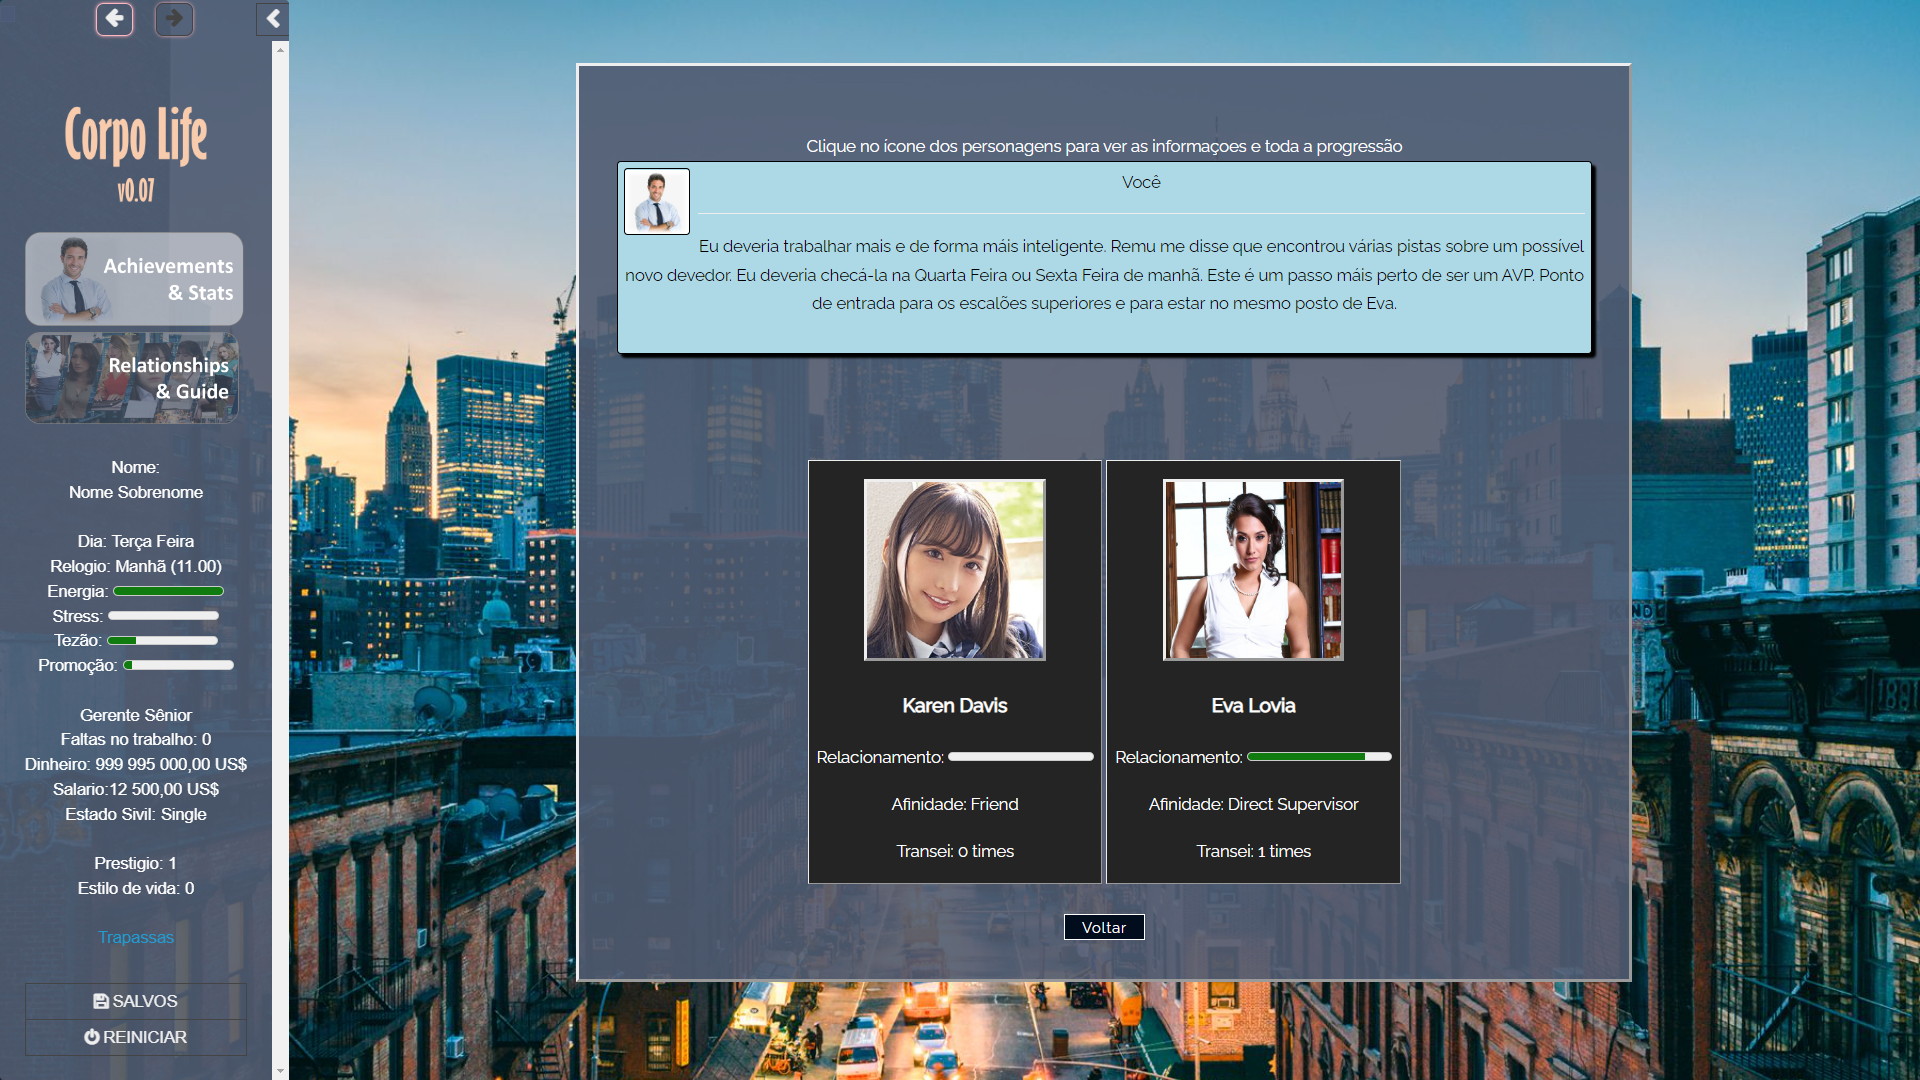 Corpo Life
v0.07
Achievements
& Stats
Relationships
& Guide
Nome:
Nome Sobrenome
Dia: Terça Feira
Relogio: Manhã (11.00)
Energia:
Stress:
Tezão:
Promoção:
Gerente Sênior
Faltas no trabalho: 0
Dinheiro: 999 995 000,00 US$
Salario:12 500,00 US$
Estado Sivil: Single
Prestigio: 1
Estilo de vida: 0
Trapassas
SALVOS
REINICIAR
Clique no ícone dos personagens para ver as informaçoes e toda a progressão
Você
Eu deveria trabalhar mais e de forma máis inteligente. Remu me disse que encontrou várias pistas sobre um possível
novo devedor. Eu deveria checá-la na Quarta Feira ou Sexta Feira de manhã. Este é um passo máis perto de ser um AVP. Ponto
de entrada para os escalões superiores e para estar no mesmo posto de Eva.
Karen Davis
Relacionamento:
Afinidade: Friend
Transei: 0 times
Eva Lovia
Relacionamento:
Afinidade: Direct Supervisor
Transei: 1 times
Voltar